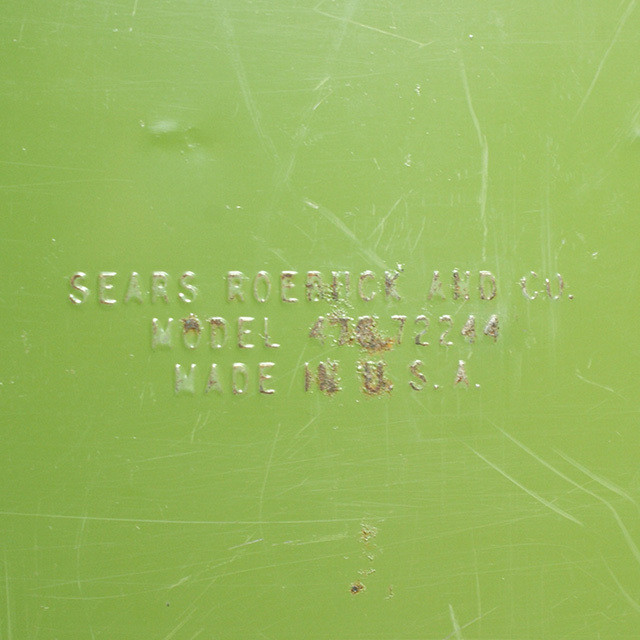 SEARS ROEBUCK AND CO.
MODEL
MADE IN U.S.A.